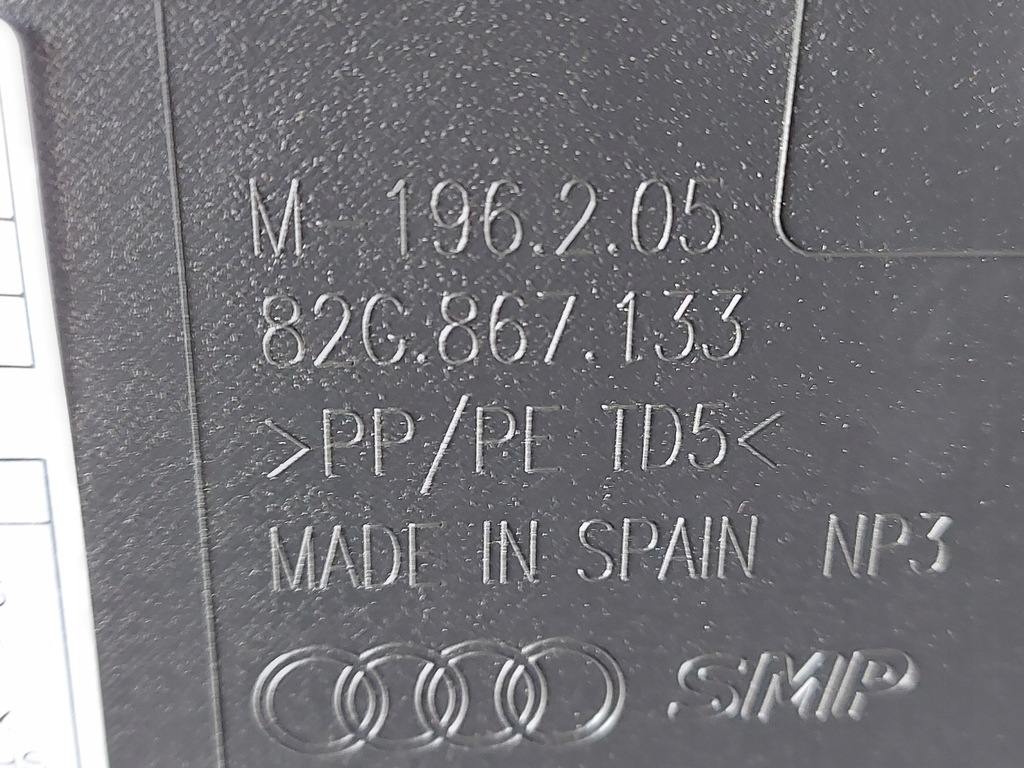 M-196.2.05
82G.867.133
>PP/PE TD5<
MADE IN SPAIN NP3
SMP